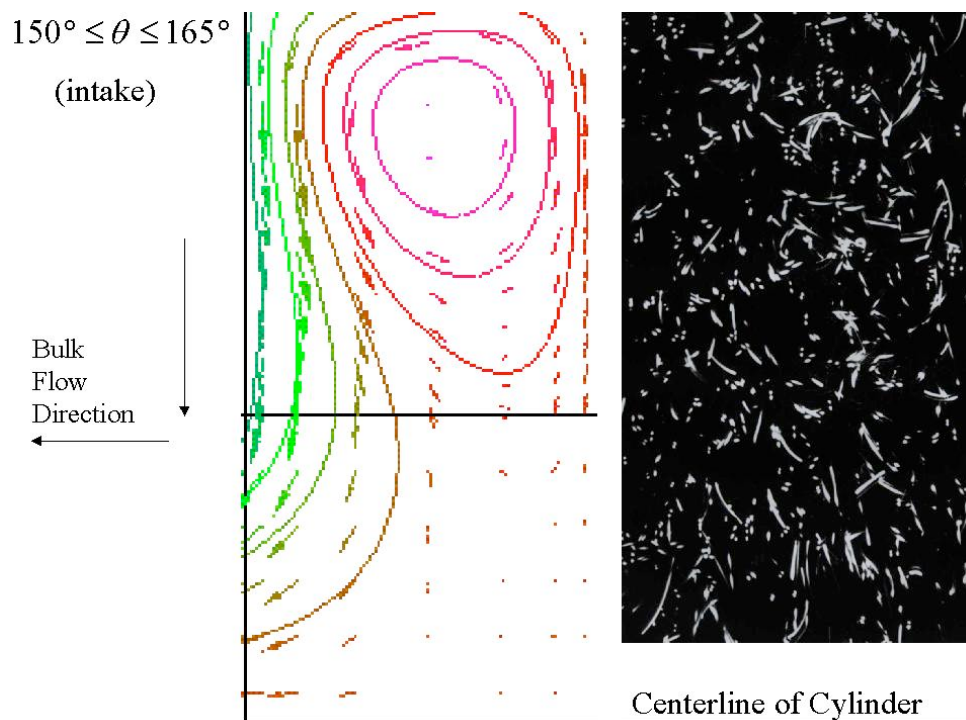 150° ≤ θ ≤ 165°
(intake)
Bulk
Flow
Direction
Centerline of Cylinder